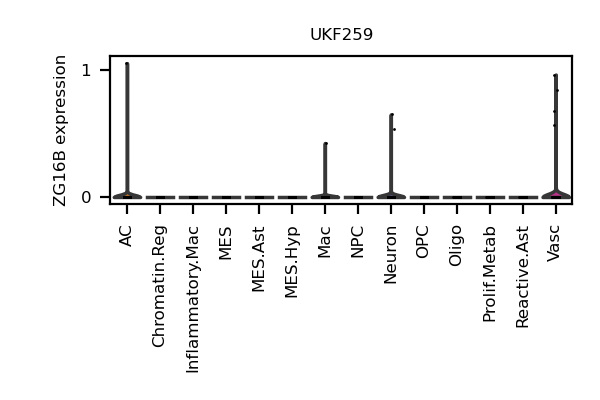 UKF259
ZG16B expression
1
0
AC
Chromatin.Reg
Inflammatory.Mac
MES
MES.Ast
MES.Hyp
Mac
NPC
Neuron
OPC
Oligo
Prolif.Metab
Reactive.Ast
Vasc